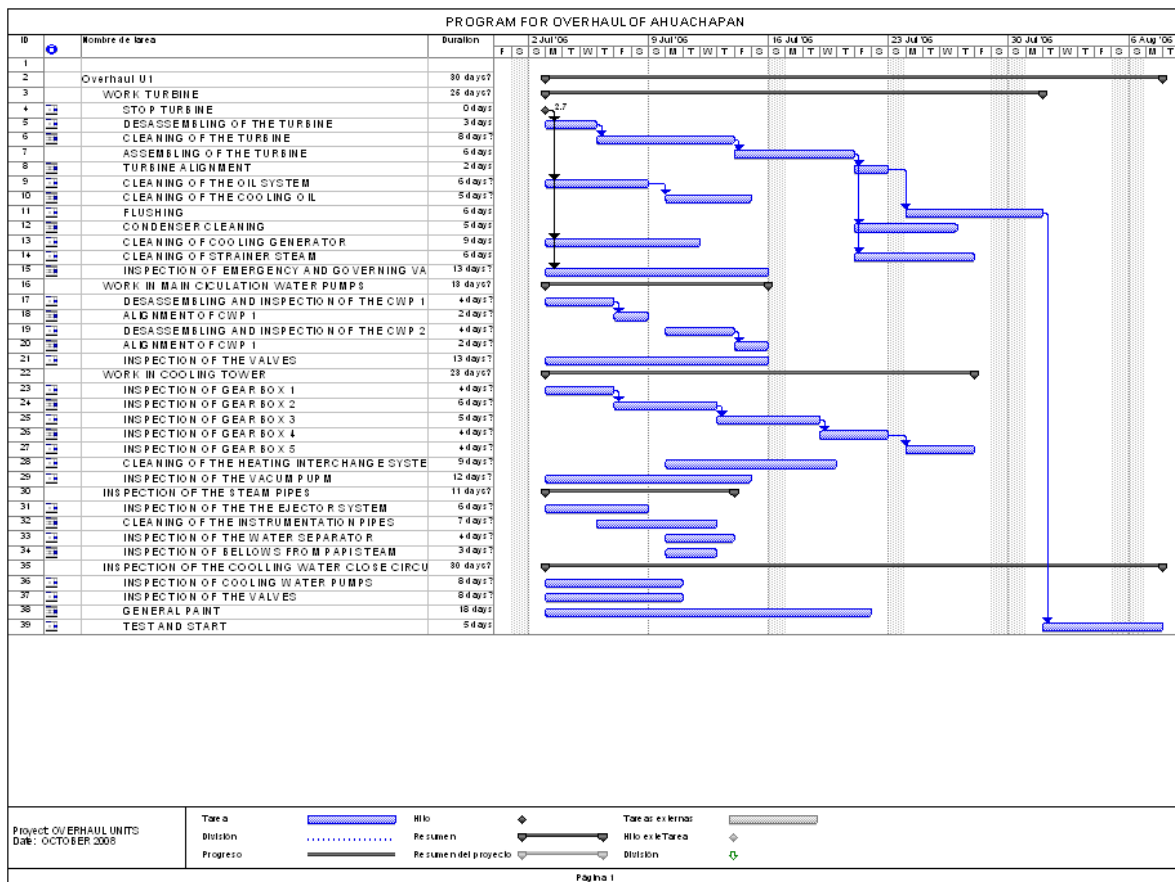 PROGRAM FOR OVERHAUL OF AHUACHAPAN
ID Nombre de tarea Duration 2 Jul '06 9 Jul '06 16 Jul '06 23 Jul '06 30 Jul '06 6 Aug '06
F S S M T W T F S S M T W T F S S M T W T F S S M T W T F S S M T W T F S S M T
1
2 Overhaul U1 30 days?
3 WORK TURBINE 25 days?
4 STOP TURBINE 0 days 2.7
5 DESASSEMBLING OF THE TURBINE 3 days
6 CLEANING OF THE TURBINE 8 days?
7 ASSEMBLING OF THE TURBINE 6 days
8 TURBINE ALIGNMENT 2 days
9 CLEANING OF THE OIL SYSTEM 6 days?
10 CLEANING OF THE COOLING OIL 5 days?
11 FLUSHING 6 days
12 CONDENSER CLEANING 5 days
13 CLEANING OF COOLING GENERATOR 9 days
14 CLEANING OF STRAINER STEAM 6 days
15 INSPECTION OF EMERGENCY AND GOVERNING VA 13 days?
16 WORK IN MAIN CICULATION WATER PUMPS 13 days?
17 DESASSEMBLING AND INSPECTION OF THE CWP 1 4 days?
18 ALIGNMENT OF CWP 1 2 days?
19 DESASSEMBLING AND INSPECTION OF THE CWP 2 4 days?
20 ALIGNMENT OF CWP 1 2 days?
21 INSPECTION OF THE VALVES 13 days?
22 WORK IN COOLING TOWER 23 days?
23 INSPECTION OF GEAR BOX 1 4 days?
24 INSPECTION OF GEAR BOX 2 6 days?
25 INSPECTION OF GEAR BOX 3 5 days?
26 INSPECTION OF GEAR BOX 4 4 days?
27 INSPECTION OF GEAR BOX 5 4 days?
28 CLEANING OF THE HEATING INTERCHANGE SYSTE 9 days?
29 INSPECTION OF THE VACUM PUPM 12 days?
30 INSPECTION OF THE STEAM PIPES 11 days?
31 INSPECTION OF THE THE EJECTOR SYSTEM 6 days?
32 CLEANING OF THE INSTRUMENTATION PIPES 7 days?
33 INSPECTION OF THE WATER SEPARATOR 4 days?
34 INSPECTION OF BELLOWS FROM PAPI STEAM 3 days?
35 INSPECTION OF THE COOLLING WATER CLOSE CIRCU 30 days?
36 INSPECTION OF COOLING WATER PUMPS 8 days?
37 INSPECTION OF THE VALVES 8 days?
38 GENERAL PAINT 18 days
39 TEST AND START 5 days
Proyect: OVERHAUL UNITS
Date: OCTOBER 2008
Tarea Hito Tareas externas
División Resumen Hito exteTarea
Progreso Resumen del proyecto División
Página 1